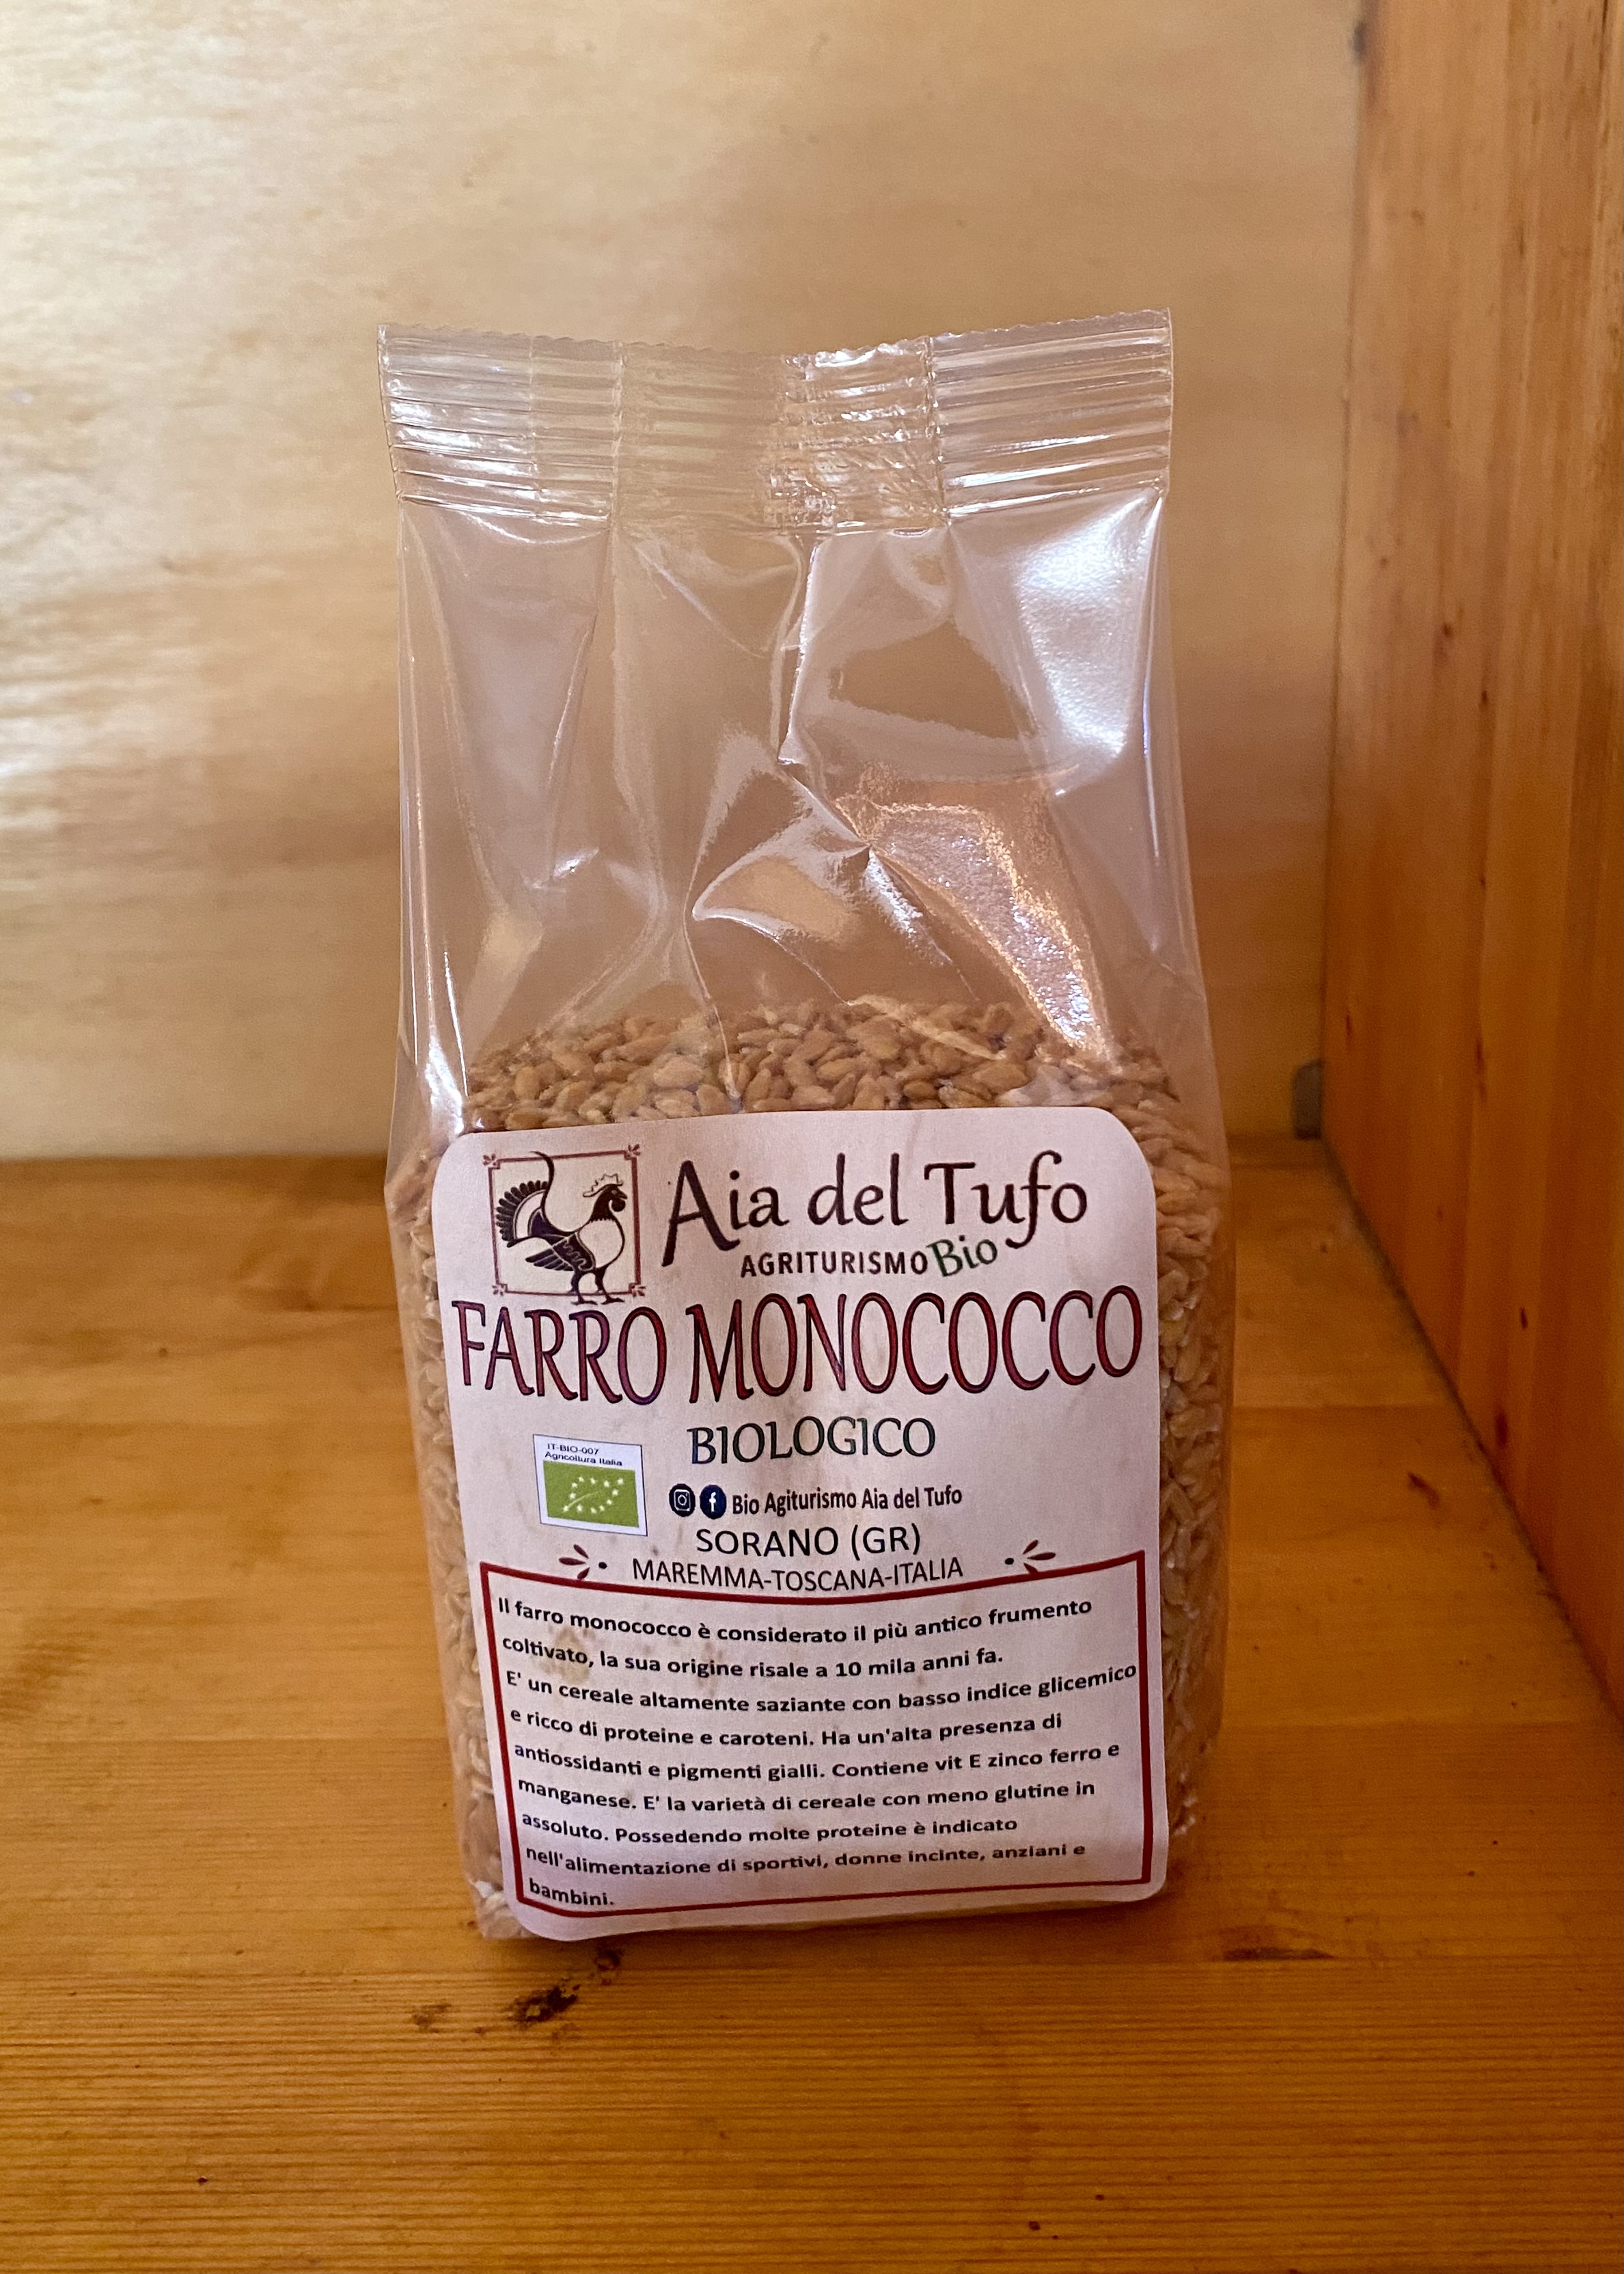 Aia del Tufo
AGRITURISMO Bio
FARRO MONOCOCCO
BIOLOGICO
IT-BIO-007
Agricoltura Italia
Bio Agiturismo Aia del Tufo
SORANO (GR)
MAREMMA-TOSCANA-ITALIA
Il farro monococco è considerato il più antico frumento
coltivato, la sua origine risale a 10 mila anni fa.
E' un cereale altamente saziante con basso indice glicemico
e ricco di proteine e caroteni. Ha un'alta presenza di
antiossidanti e pigmenti gialli. Contiene vit E zinco ferro e
manganese. E' la varietà di cereale con meno glutine in
assoluto. Possedendo molte proteine è indicato
nell'alimentazione di sportivi, donne incinte, anziani e
bambini.